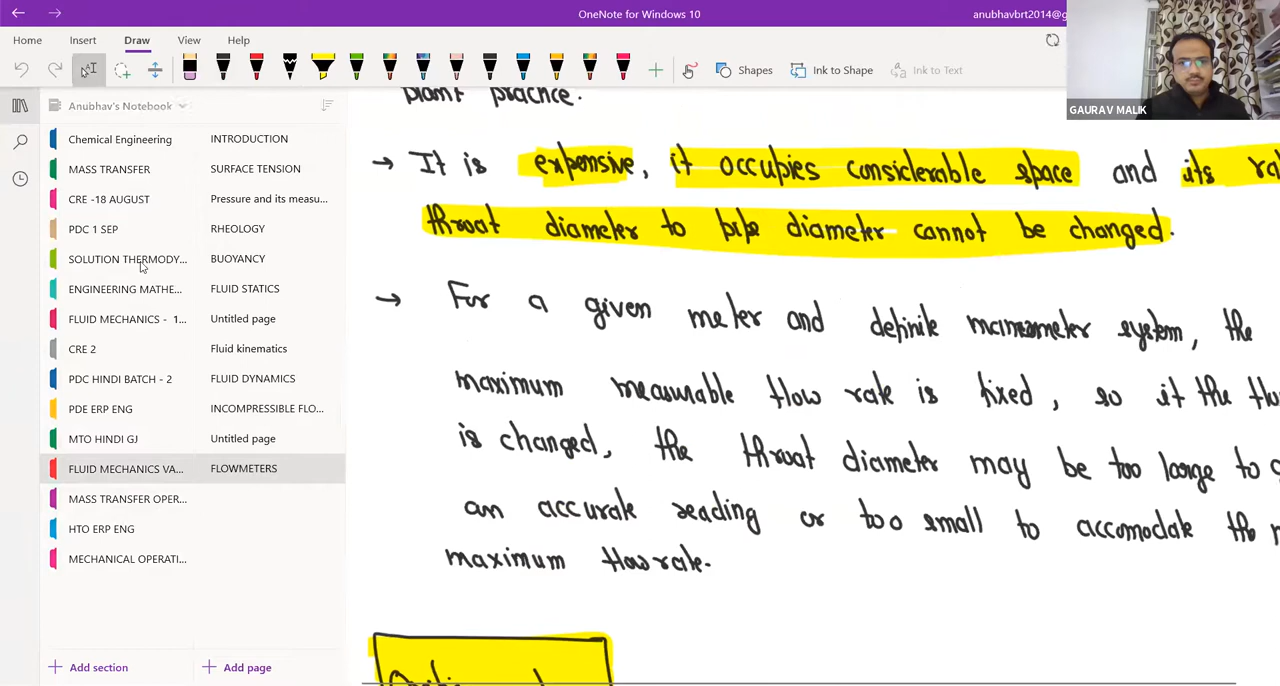 OneNote for Windows 10
anubhavbrt2014@g
Home Insert Draw View Help
Shapes Ink to Shape Ink to Text
GAURAV MALIK
Anubhav's Notebook
Chemical Engineering INTRODUCTION
MASS TRANSFER SURFACE TENSION
CRE -18 AUGUST Pressure and its measu...
PDC 1 SEP RHEOLOGY
SOLUTION THERMODY... BUOYANCY
ENGINEERING MATHE... FLUID STATICS
FLUID MECHANICS - 1... Untitled page
CRE 2 Fluid kinematics
PDC HINDI BATCH - 2 FLUID DYNAMICS
PDE ERP ENG INCOMPRESSIBLE FLO...
MTO HINDI GJ Untitled page
FLUID MECHANICS VA... FLOWMETERS
MASS TRANSFER OPER...
HTO ERP ENG
MECHANICAL OPERATI...
Add section Add page
plant practice.
→ It is expensive, it occupies considerable space and its ra
throat diameter to pipe diameter cannot be changed.
→ For a given meter and definite manometer system, the
maximum measurable flow rate is fixed, so if the flo
is changed, the throat diameter may be too large to g
an accurate reading or too small to accomodate the
maximum flow rate.